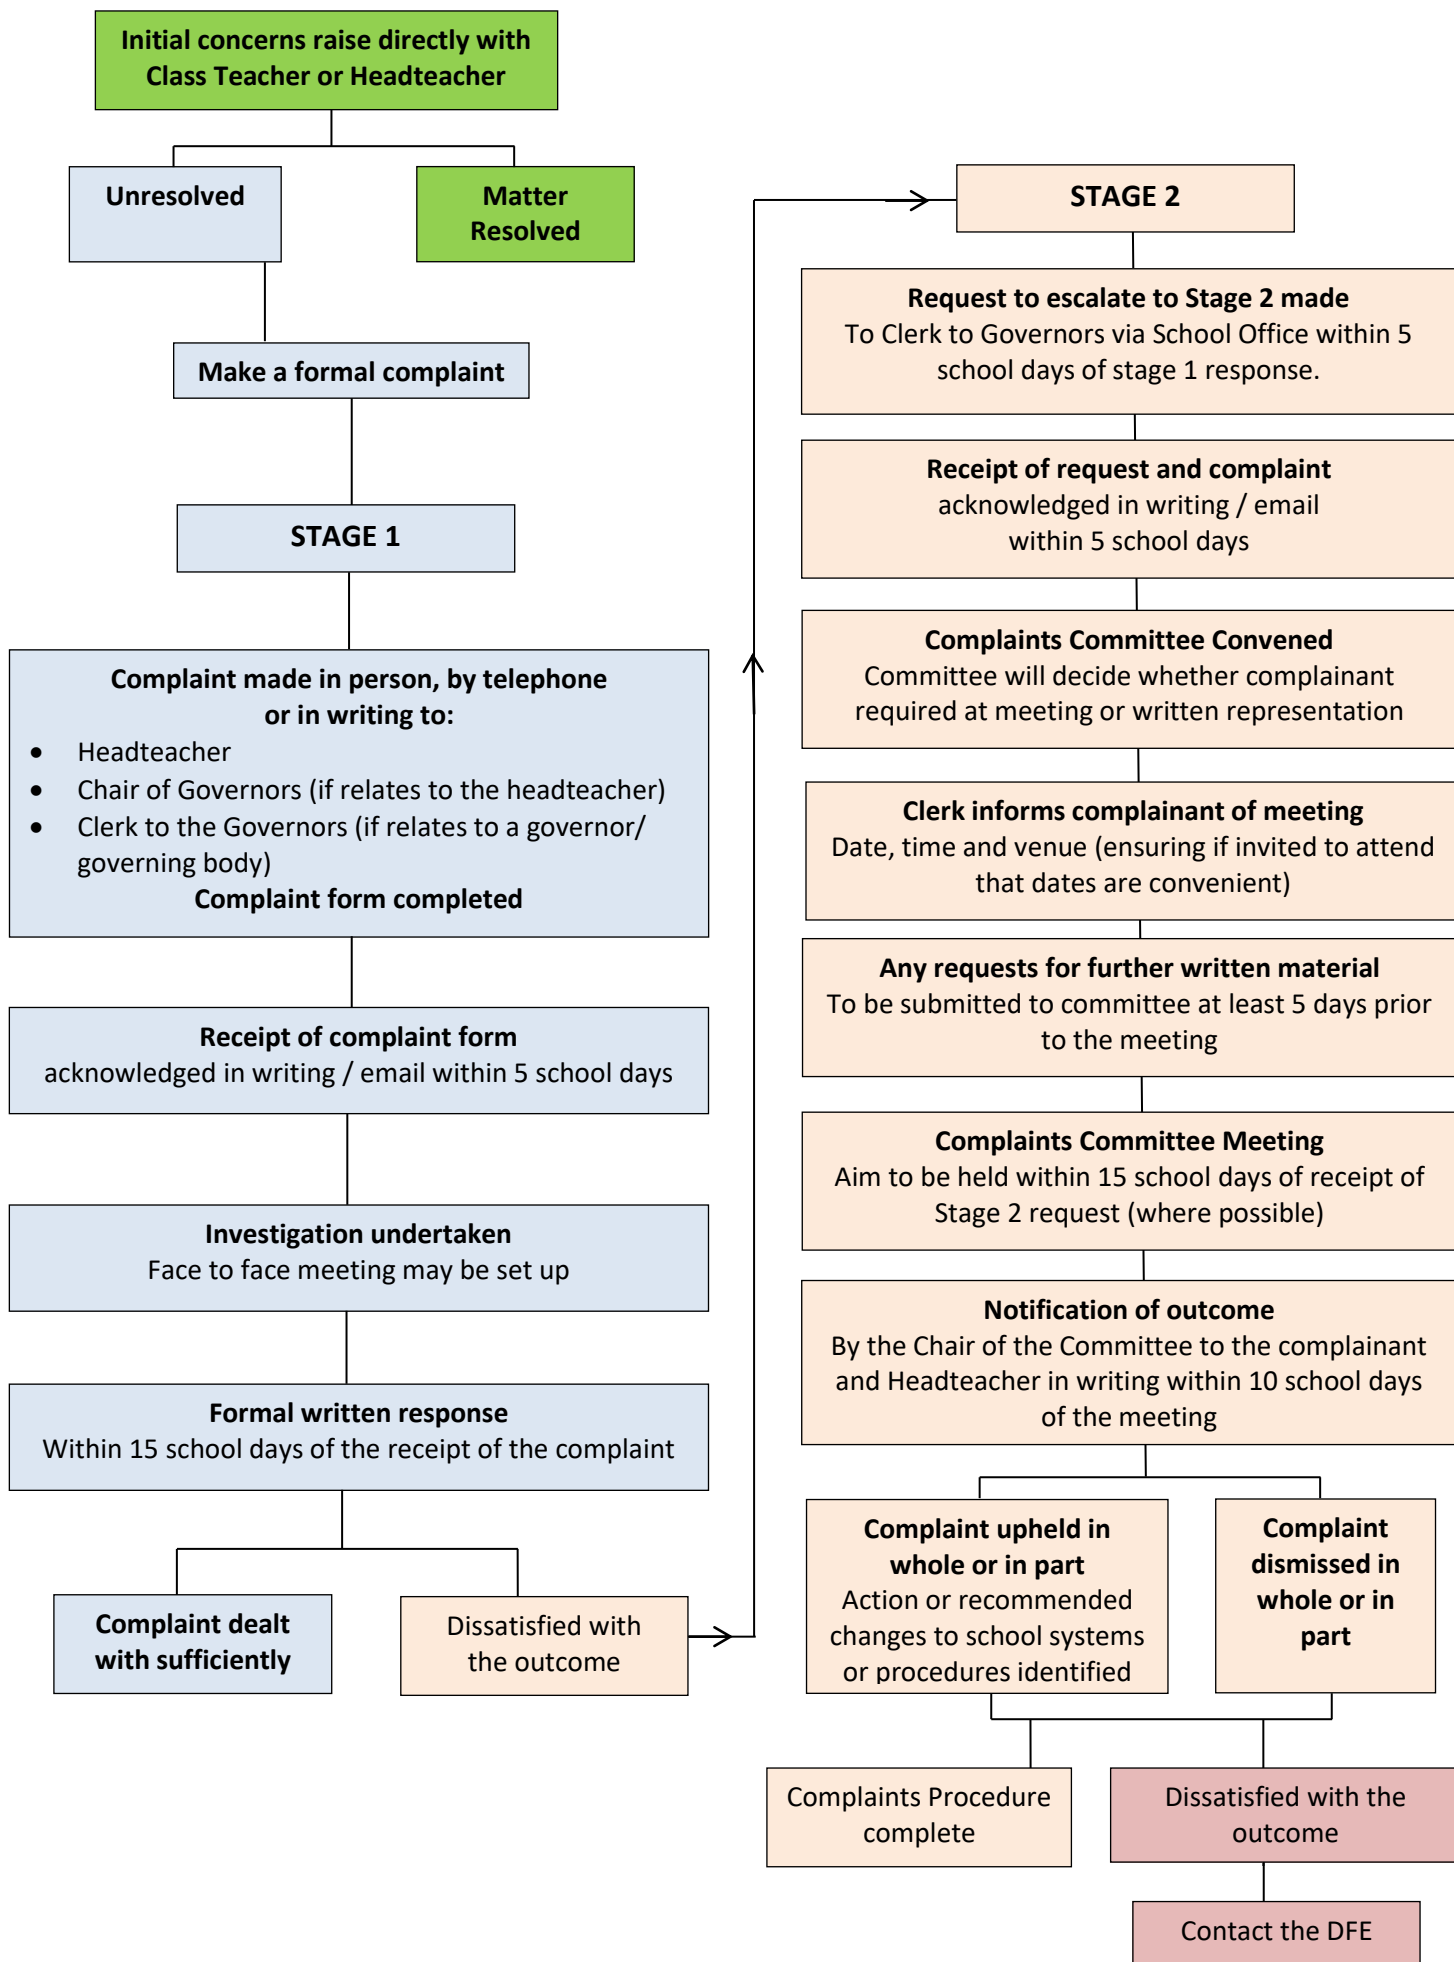 Initial concerns raise directly with
Class Teacher or Headteacher
Unresolved
Matter
Resolved
Make a formal complaint
STAGE 1
Complaint made in person, by telephone
or in writing to:
• Headteacher
• Chair of Governors (if relates to the headteacher)
• Clerk to the Governors (if relates to a governor/
governing body)
Complaint form completed
Receipt of complaint form
acknowledged in writing / email within 5 school days
Investigation undertaken
Face to face meeting may be set up
Formal written response
Within 15 school days of the receipt of the complaint
Complaint dealt
with sufficiently
Dissatisfied with
the outcome
STAGE 2
Request to escalate to Stage 2 made
To Clerk to Governors via School Office within 5
school days of stage 1 response.
Receipt of request and complaint
acknowledged in writing / email
within 5 school days
Complaints Committee Convened
Committee will decide whether complainant
required at meeting or written representation
Clerk informs complainant of meeting
Date, time and venue (ensuring if invited to attend
that dates are convenient)
Any requests for further written material
To be submitted to committee at least 5 days prior
to the meeting
Complaints Committee Meeting
Aim to be held within 15 school days of receipt of
Stage 2 request (where possible)
Notification of outcome
By the Chair of the Committee to the complainant
and Headteacher in writing within 10 school days
of the meeting
Complaint upheld in
whole or in part
Action or recommended
changes to school systems
or procedures identified
Complaint
dismissed in
whole or in
part
Complaints Procedure
complete
Dissatisfied with the
outcome
Contact the DFE